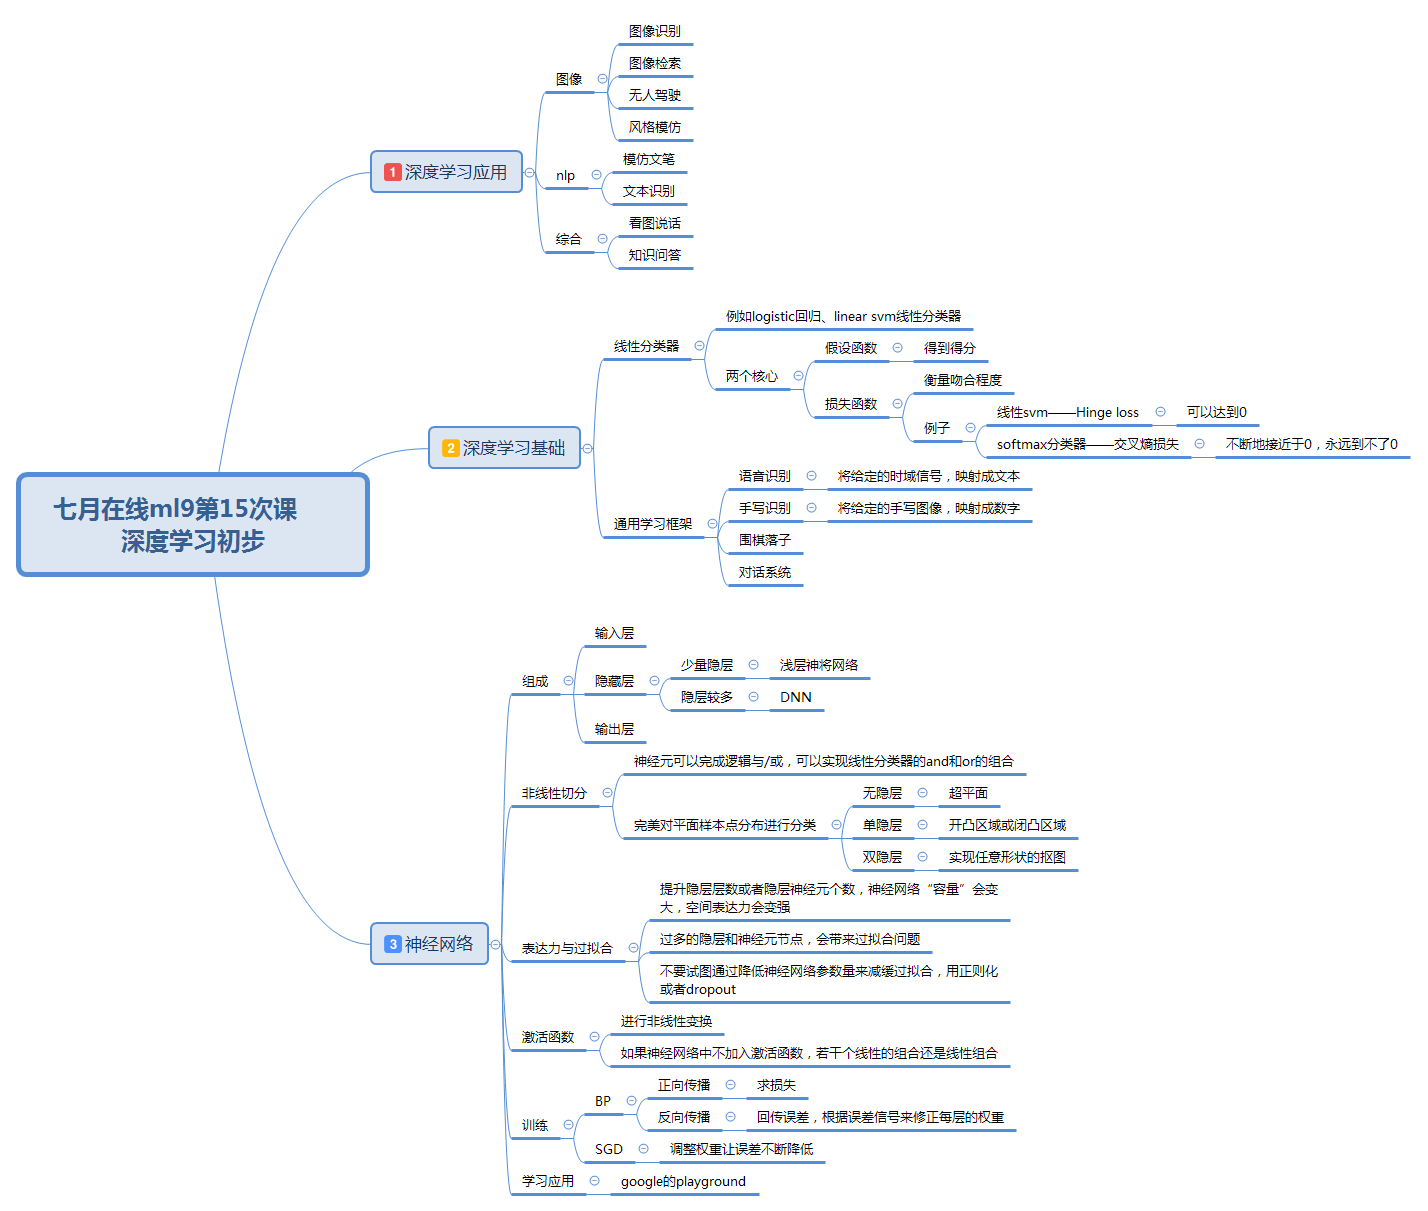 七月在线ml9第15次课
深度学习初步
1 深度学习应用
图像
图像识别
图像检索
无人驾驶
风格模仿
nlp
模仿文笔
文本识别
综合
看图说话
知识问答
2 深度学习基础
线性分类器
例如logistic回归、linear svm线性分类器
两个核心
假设函数
得到得分
损失函数
衡量吻合程度
例子
线性svm——Hinge loss
可以达到0
softmax分类器——交叉熵损失
不断地接近于0，永远到不了0
通用学习框架
语音识别
将给定的时域信号，映射成文本
手写识别
将给定的手写图像，映射成数字
围棋落子
对话系统
3 神经网络
组成
输入层
隐藏层
少量隐层
浅层神将网络
隐层较多
DNN
输出层
非线性切分
神经元可以完成逻辑与/或，可以实现线性分类器的and和or的组合
完美对平面样本点分布进行分类
无隐层
超平面
单隐层
开凸区域或闭凸区域
双隐层
实现任意形状的抠图
表达力与过拟合
提升隐层层数或者隐层神经元个数，神经网络“容量”会变
大，空间表达力会变强
过多的隐层和神经元节点，会带来过拟合问题
不要试图通过降低神经网络参数量来减缓过拟合，用正则化
或者dropout
激活函数
进行非线性变换
如果神经网络中不加入激活函数，若干个线性的组合还是线性组合
训练
BP
正向传播
求损失
反向传播
回传误差，根据误差信号来修正每层的权重
SGD
调整权重让误差不断降低
学习应用
google的playground